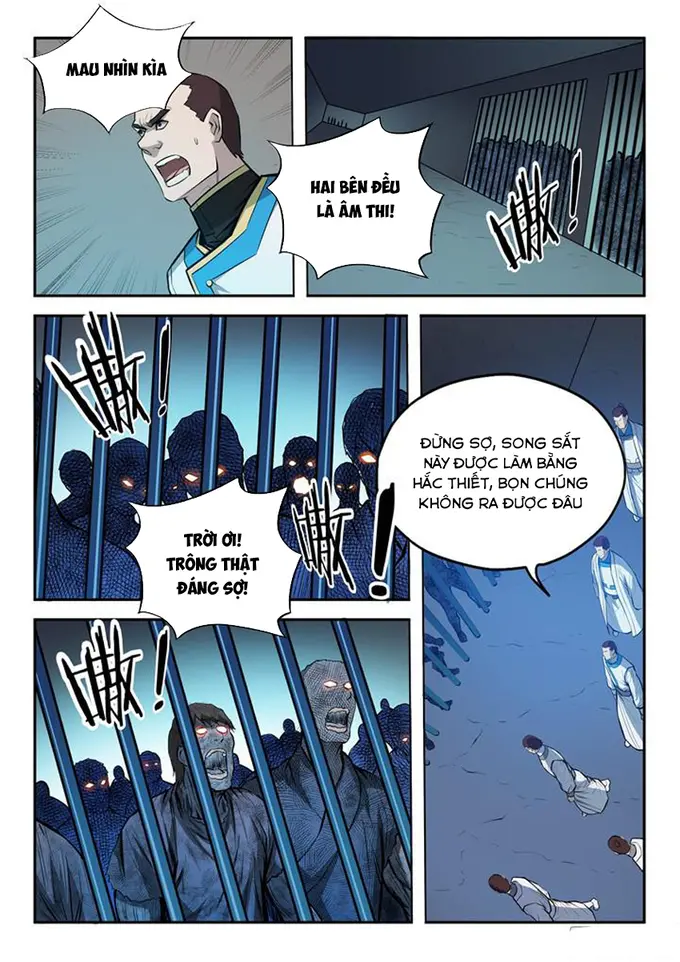 MAU NHÌN KÌA
HAI BÊN ĐỀU
LÀ ÂM THI!
嗷！
嗷！
TRỜI ƠI!
TRÔNG THẬT
ĐÁNG SỢ!
嗷！
ĐỪNG SỢ, SONG SẮT
NÀY ĐƯỢC LÀM BẰNG
HẮC THIẾT, BỌN CHÚNG
KHÔNG RA ĐƯỢC ĐÂU
嗷！